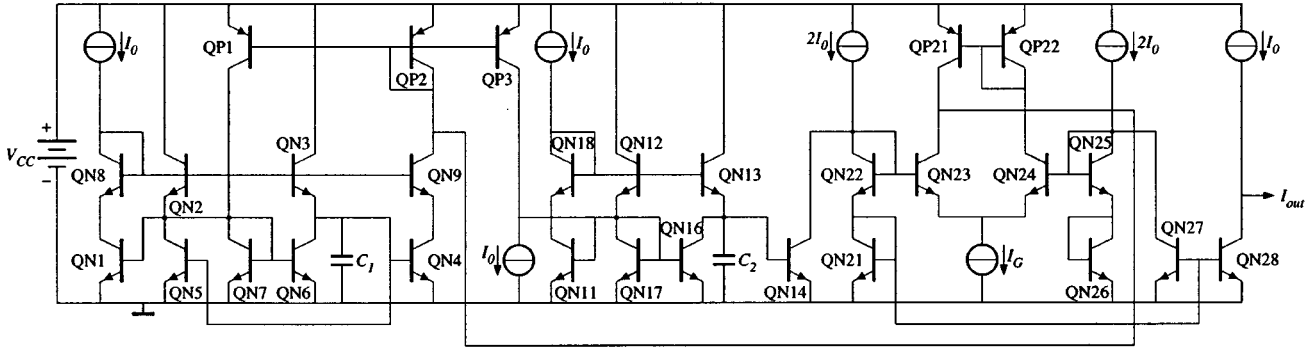 I0
QP1
QP2
QP3
I0
2I0
QP21
QP22
2I0
I0
+
VCC
−
QN8
QN2
QN3
QN9
QN18
QN12
QN13
QN22
QN23
QN24
QN25
Iout
QN1
QN5
QN7
QN6
C1
QN4
I0
QN11
QN17
QN16
C2
QN14
QN21
IG
QN26
QN27
QN28